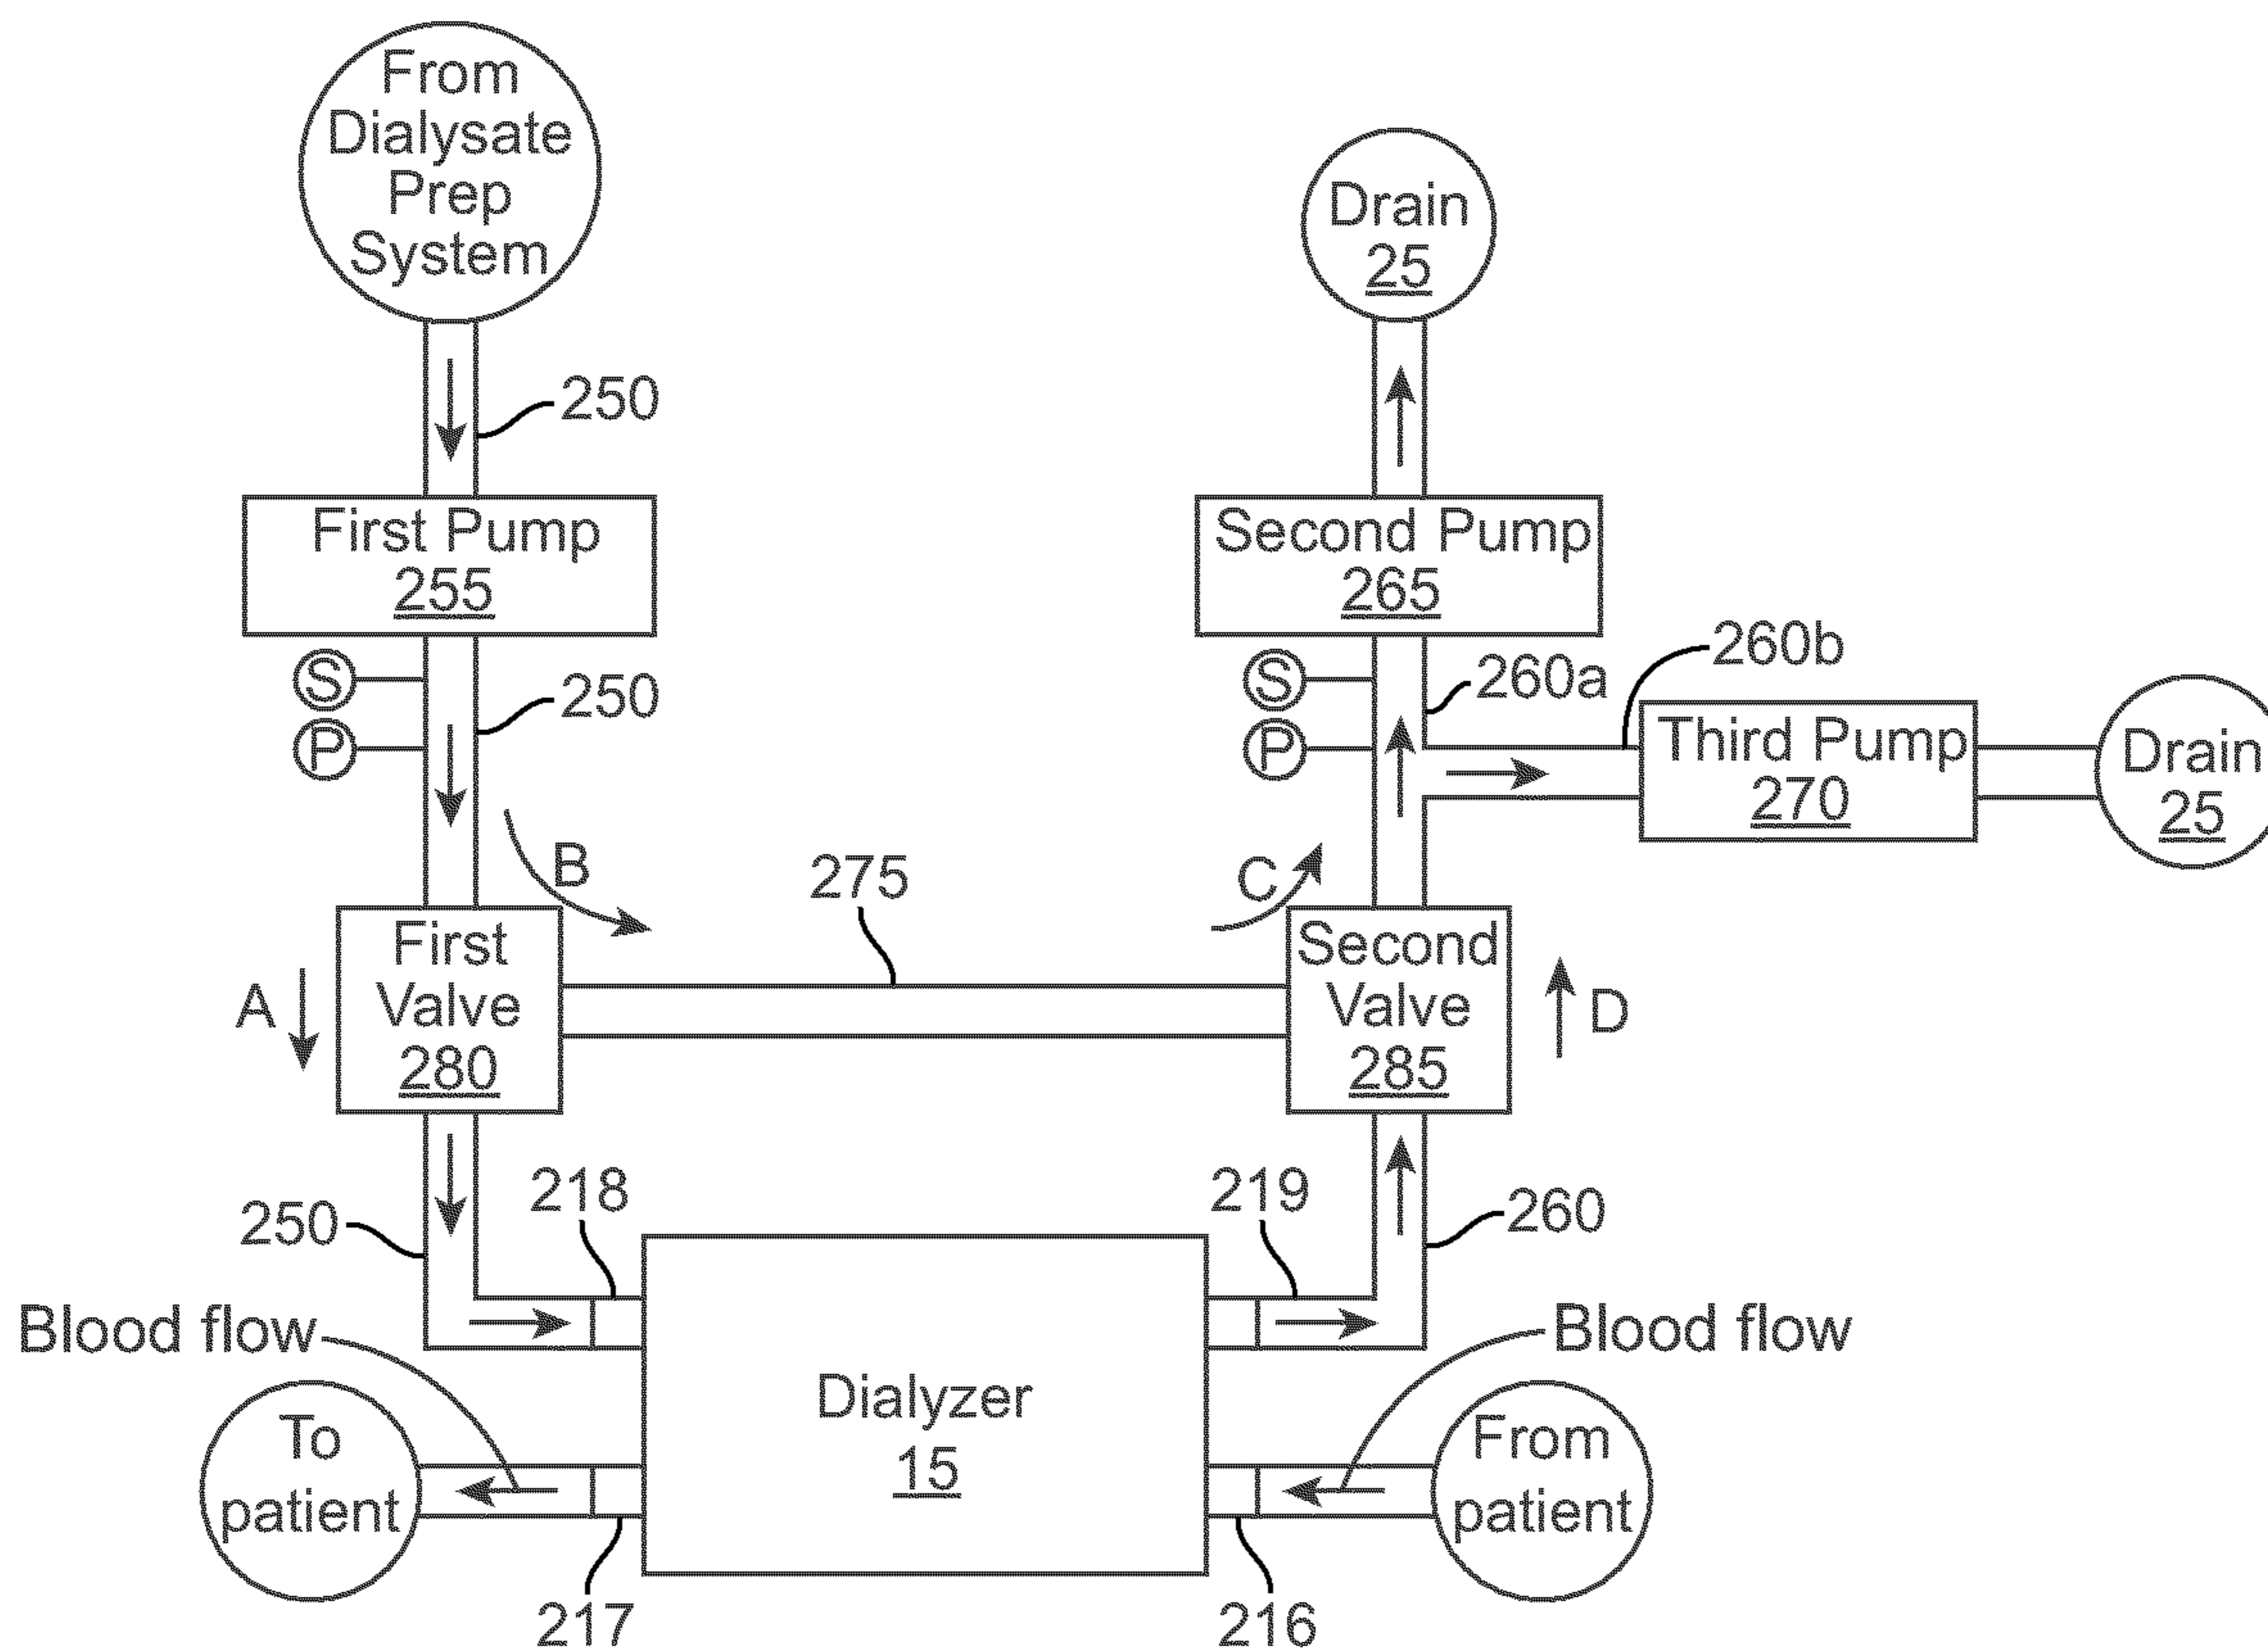 From
Dialysate
Prep
System
Drain
25
250
First Pump
255
Second Pump
265
260b
S
250
S
260a
P
P
Third Pump
270
Drain
25
B
275
C
First
Valve
280
Second
Valve
285
A
D
218
219
250
260
Blood flow
Blood flow
Dialyzer
15
To
patient
From
patient
217
216